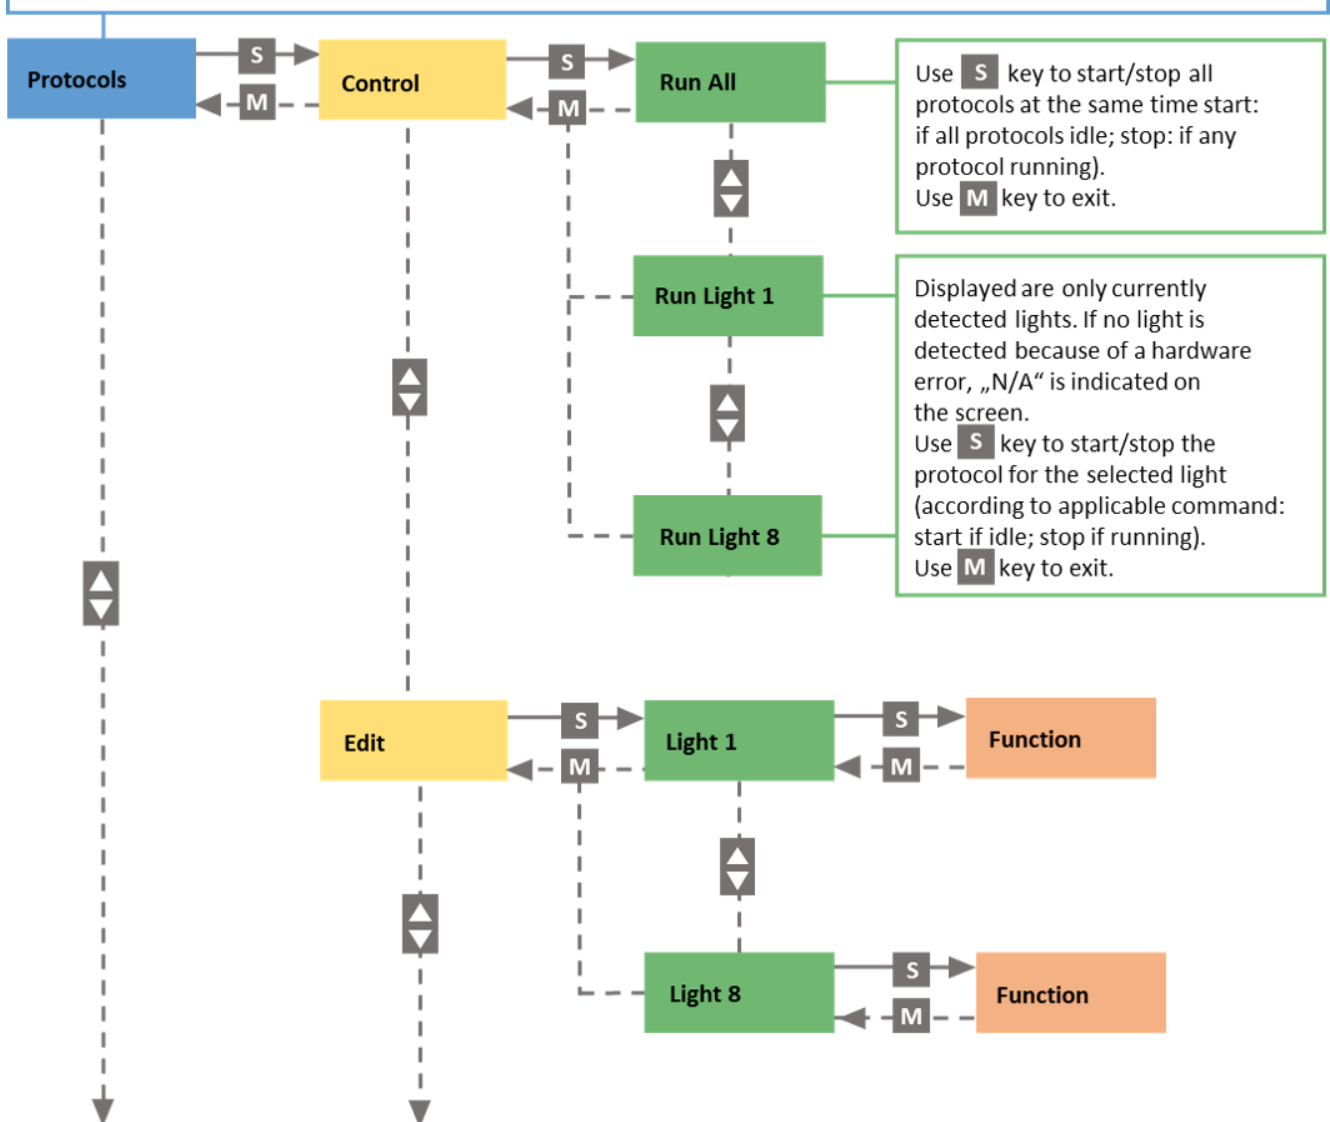 Protocols
S
M
Control
S
M
Run All
Use S key to start/stop all
protocols at the same time start:
if all protocols idle; stop: if any
protocol running).
Use M key to exit.
Run Light 1
Displayed are only currently
detected lights. If no light is
detected because of a hardware
error, „N/A“ is indicated on
the screen.
Use S key to start/stop the
protocol for the selected light
(according to applicable command:
start if idle; stop if running).
Use M key to exit.
Run Light 8
Edit
S
M
Light 1
S
M
Function
Light 8
S
M
Function